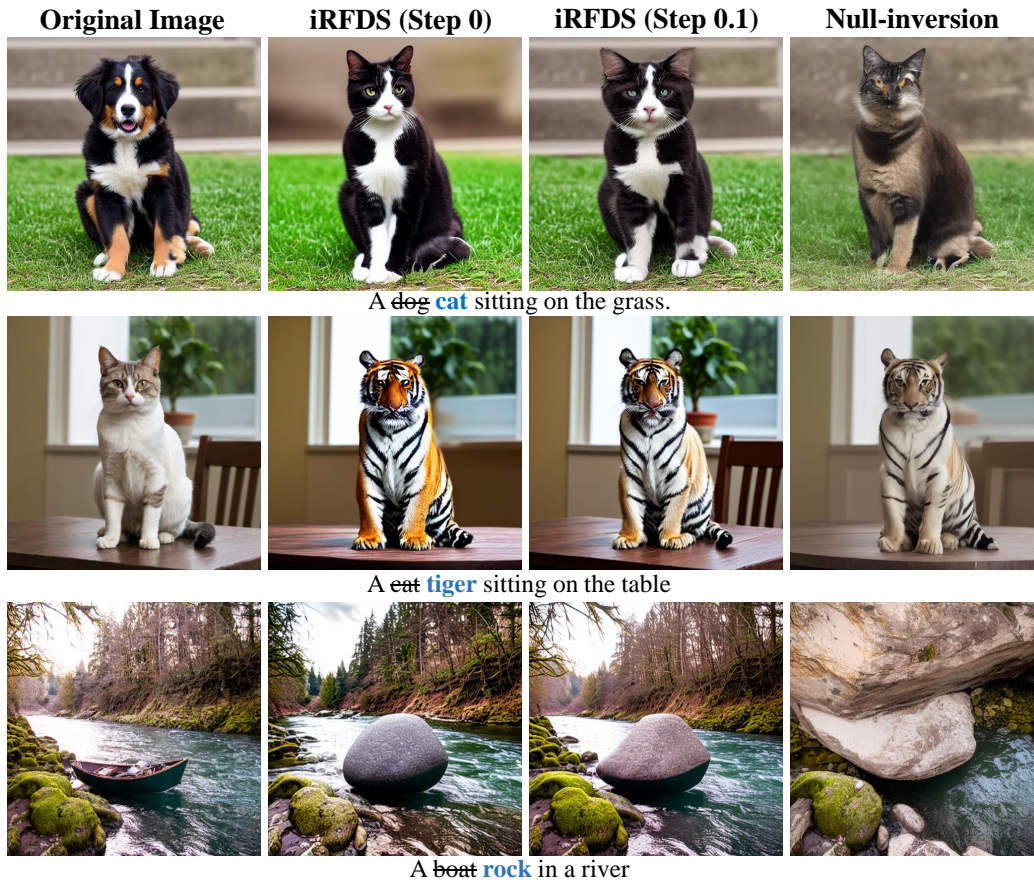 Original Image iRFDS (Step 0) iRFDS (Step 0.1) Null-inversion
A dog cat sitting on the grass.
A cat tiger sitting on the table
A boat rock in a river